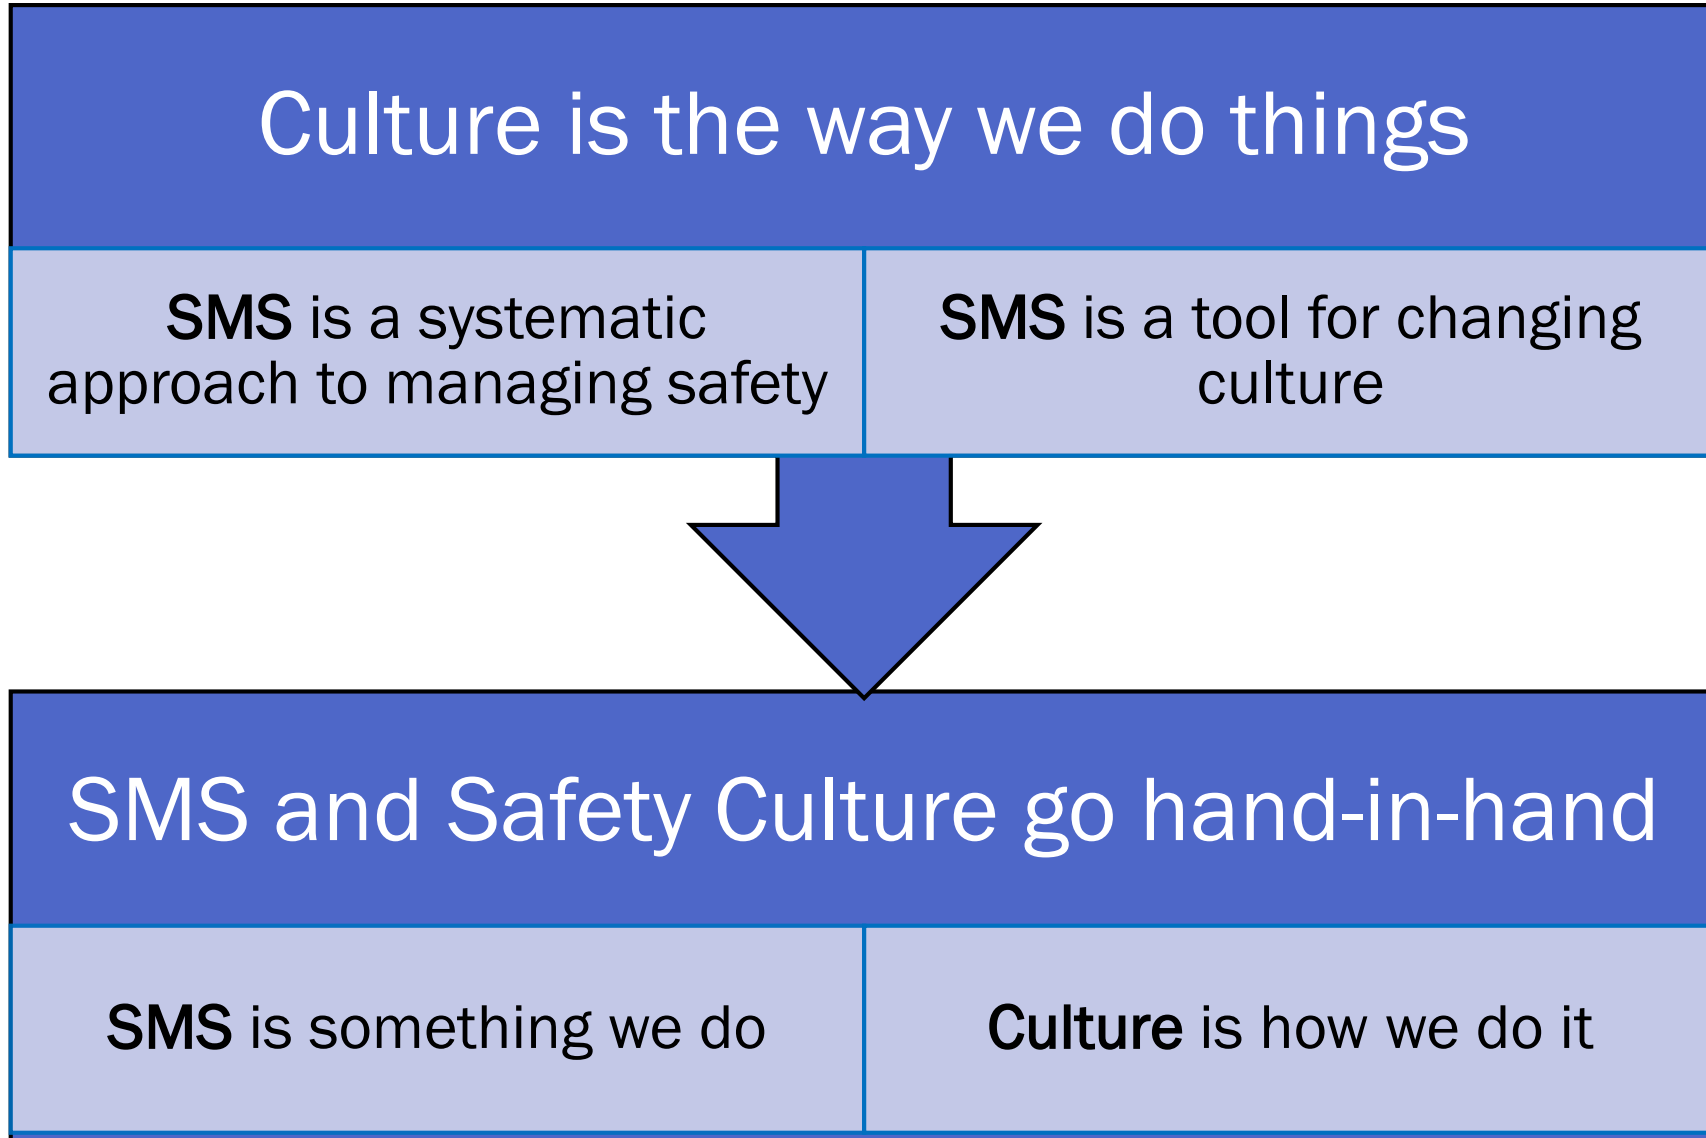 Culture is the way we do things
SMS is a systematic
approach to managing safety
SMS is a tool for changing
culture
SMS and Safety Culture go hand-in-hand
SMS is something we do
Culture is how we do it